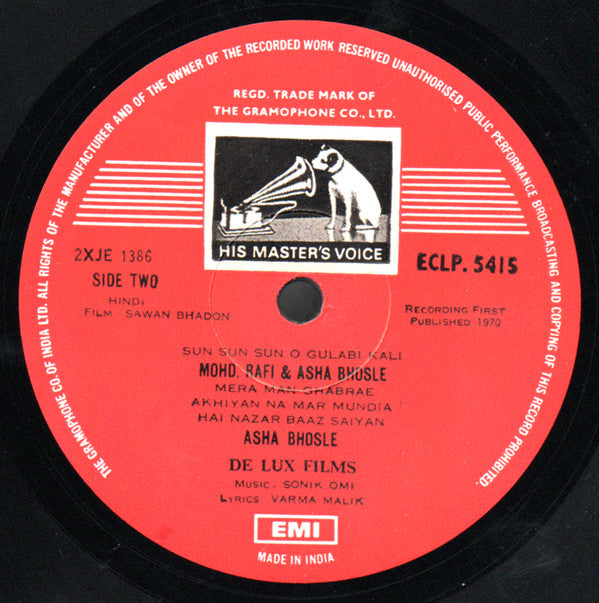 THE GRAMOPHONE CO. OF INDIA LTD. ALL RIGHTS OF THE MANUFACTURER AND OF THE OWNER OF THE RECORDED WORK RESERVED UNAUTHORISED PUBLIC PERFORMANCE BROADCASTING AND COPYING OF THIS RECORD PROHIBITED.
REGD. TRADE MARK OF
THE GRAMOPHONE CO., LTD.
HIS MASTER'S VOICE
2XJE 1386
ECLP. 5415
SIDE TWO
HINDI
FILM: SAWAN BHADON
RECORDING FIRST
PUBLISHED 1970
SUN SUN SUN O GULABI KALI
MOHD. RAFI & ASHA BHOSLE
MERA MAN GHABRAE
AKHIYAN NA MAR MUNDIA
HAI NAZAR BAAZ SAIYAN
ASHA BHOSLE
DE LUX FILMS
MUSIC: SONIK OMI
LYRICS: VARMA MALIK
EMI
MADE IN INDIA